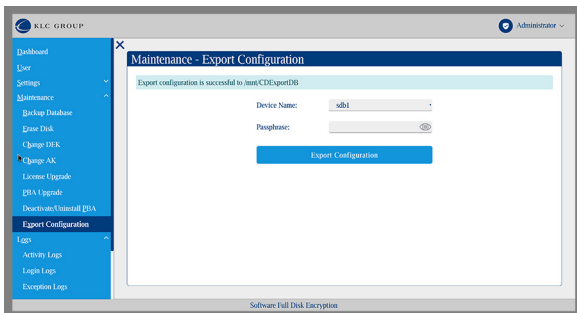 KLC GROUP
Administrator
Dashboard
User
Settings
Maintenance
Backup Database
Erase Disk
Change DEK
Change AK
License Upgrade
PBA Upgrade
Deactivate/Uninstall PBA
Export Configuration
Logs
Activity Logs
Login Logs
Exception Logs
Maintenance - Export Configuration
Export configuration is successful to /mnt/CDExportDB
Device Name: sdb1
Passphrase:
Export Configuration
Software Full Disk Encryption